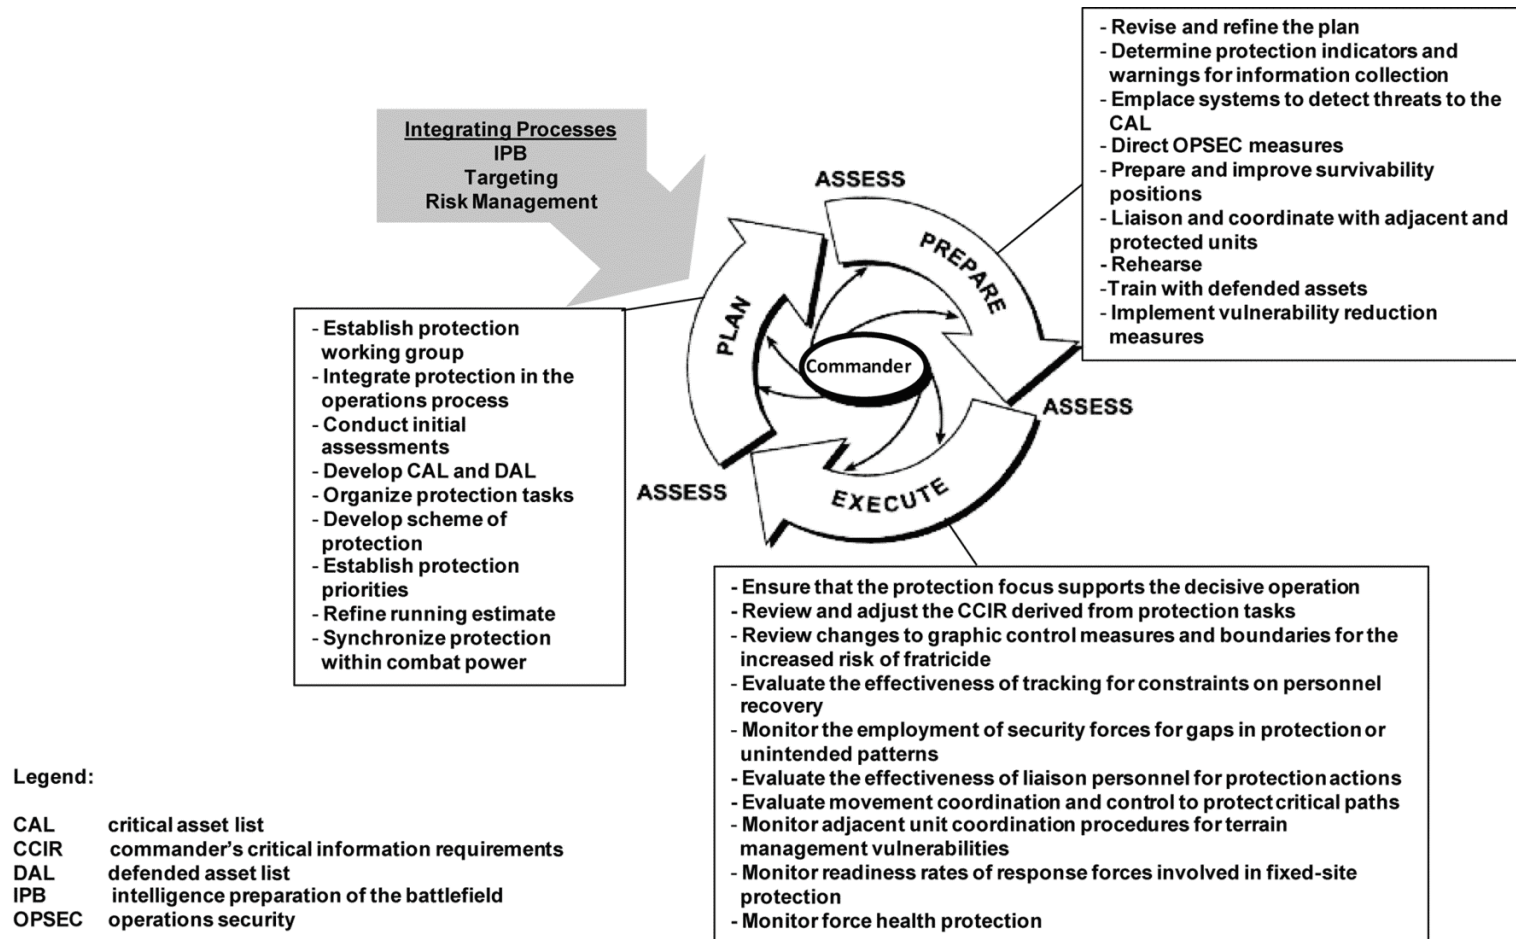 - Revise and refine the plan
- Determine protection indicators and
warnings for information collection
- Emplace systems to detect threats to the
CAL
- Direct OPSEC measures
- Prepare and improve survivability
positions
- Liaison and coordinate with adjacent and
protected units
- Rehearse
-Train with defended assets
- Implement vulnerability reduction
measures
Integrating Processes
IPB
Targeting
Risk Management
ASSESS
PREPARE
PLAN
Commander
ASSESS
EXECUTE
ASSESS
- Establish protection
working group
- Integrate protection in the
operations process
- Conduct initial
assessments
- Develop CAL and DAL
- Organize protection tasks
- Develop scheme of
protection
- Establish protection
priorities
- Refine running estimate
- Synchronize protection
within combat power
- Ensure that the protection focus supports the decisive operation
- Review and adjust the CCIR derived from protection tasks
- Review changes to graphic control measures and boundaries for the
increased risk of fratricide
- Evaluate the effectiveness of tracking for constraints on personnel
recovery
- Monitor the employment of security forces for gaps in protection or
unintended patterns
- Evaluate the effectiveness of liaison personnel for protection actions
- Evaluate movement coordination and control to protect critical paths
- Monitor adjacent unit coordination procedures for terrain
management vulnerabilities
- Monitor readiness rates of response forces involved in fixed-site
protection
- Monitor force health protection
Legend:
CAL critical asset list
CCIR commander's critical information requirements
DAL defended asset list
IPB intelligence preparation of the battlefield
OPSEC operations security